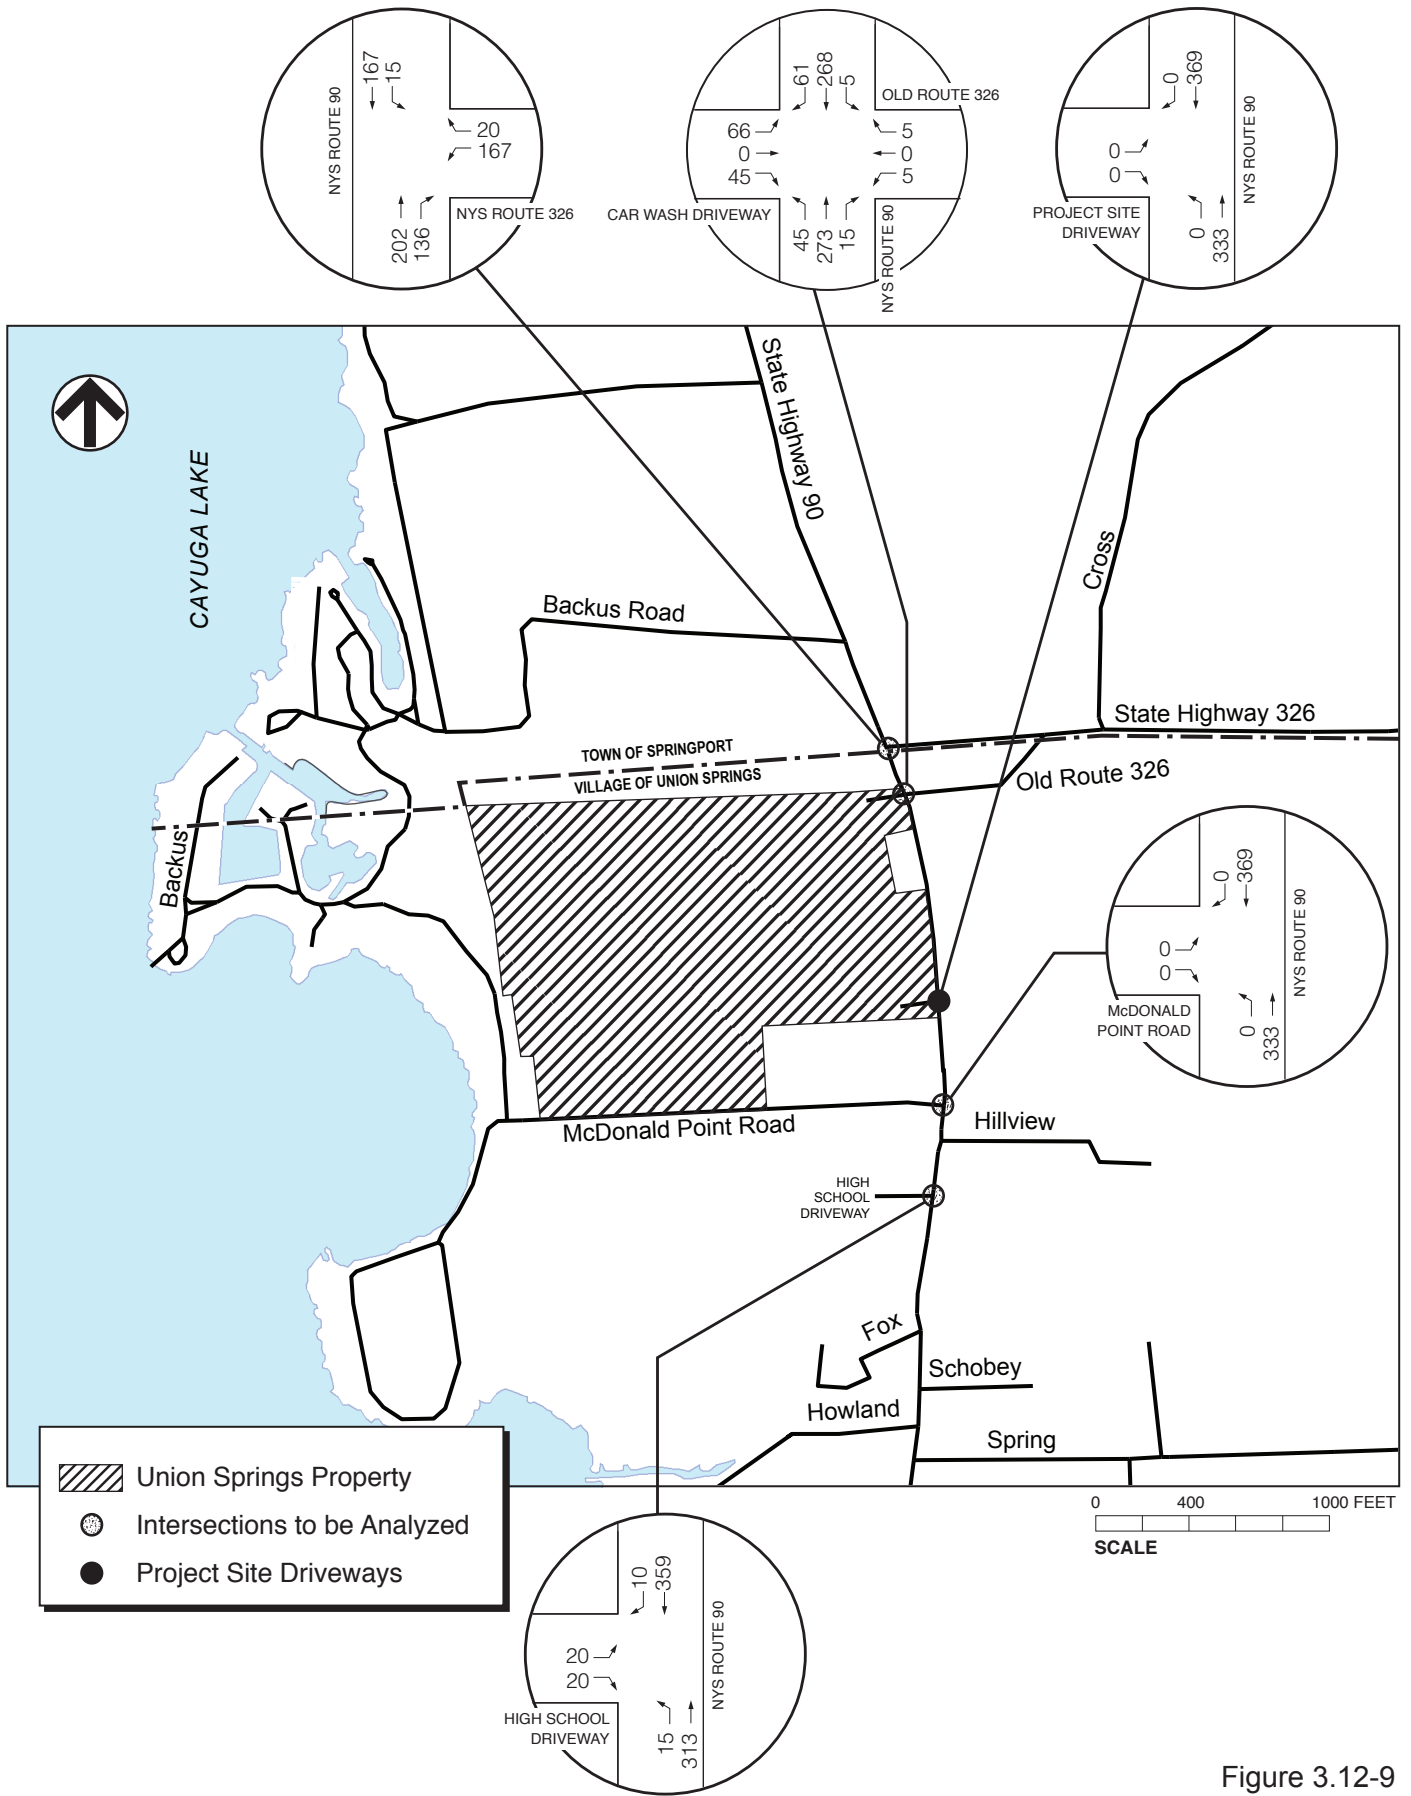 167
15
NYS ROUTE 90
20
167
NYS ROUTE 326
202
136
61
268
5
OLD ROUTE 326
66
0
45
5
0
5
CAR WASH DRIVEWAY
45
273
15
NYS ROUTE 90
0
369
0
0
NYS ROUTE 90
PROJECT SITE
DRIVEWAY
0
333
State Highway 90
CAYUGA LAKE
Cross
Backus Road
State Highway 326
TOWN OF SPRINGPORT
VILLAGE OF UNION SPRINGS
Old Route 326
Backus
0
369
0
0
NYS ROUTE 90
McDONALD
POINT ROAD
0
333
McDonald Point Road
Hillview
HIGH
SCHOOL
DRIVEWAY
Fox
Schobey
Howland
Spring
Union Springs Property
Intersections to be Analyzed
Project Site Driveways
0 400 1000 FEET
SCALE
10
359
20
20
NYS ROUTE 90
HIGH SCHOOL
DRIVEWAY
15
313
Figure 3.12-9